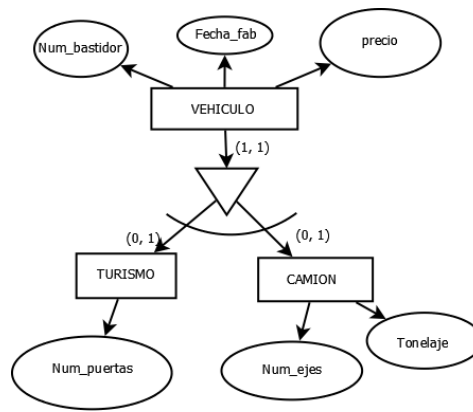 Fecha_fab
Num_bastidor
precio
VEHICULO
(1, 1)
(0, 1)
(0, 1)
TURISMO
CAMION
Num_puertas
Num_ejes
Tonelaje